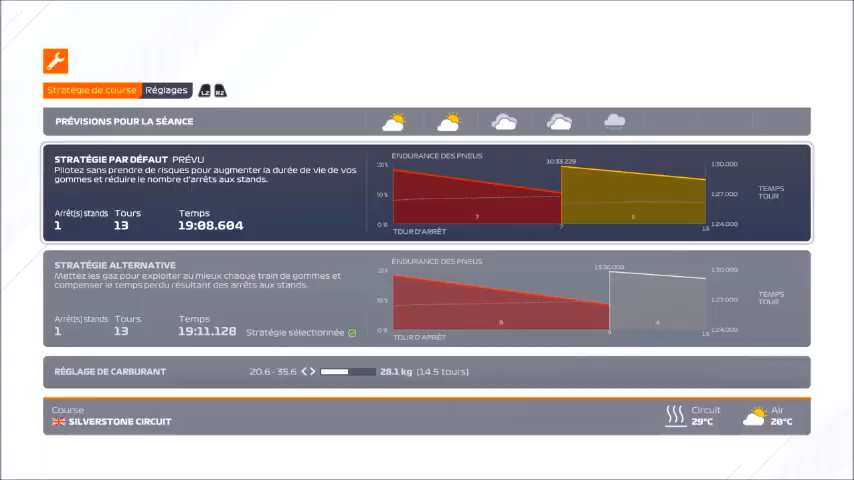 Stratégie de course Réglages L2 R2
PRÉVISIONS POUR LA SÉANCE
STRATÉGIE PAR DÉFAUT PRÉVU
Pilotez sans prendre de risques pour augmenter la durée de vie de vos
gommes et réduire le nombre d'arrêts aux stands.
Arrêt(s) stands Tours Temps
1 13 19:08.604
ENDURANCE DES PNEUS
100%
50%
0%
10:33.229
7
6
7
13
TOUR D'ARRÊT
1:30.000
1:27.000
1:24.000
TEMPS
TOUR
STRATÉGIE ALTERNATIVE
Mettez les gaz pour exploiter au mieux chaque train de gommes et
compenser le temps perdu résultant des arrêts aux stands.
Arrêt(s) stands Tours Temps
1 13 19:11.128 Stratégie sélectionnée
ENDURANCE DES PNEUS
100%
50%
0%
9
4
9
13
TOUR D'ARRÊT
1:30.000
1:27.000
1:24.000
TEMPS
TOUR
RÉGLAGE DE CARBURANT 20.6 - 35.6 < > 28.1 kg (14.5 tours)
Course
SILVERSTONE CIRCUIT
Circuit
29°C
Air
20°C